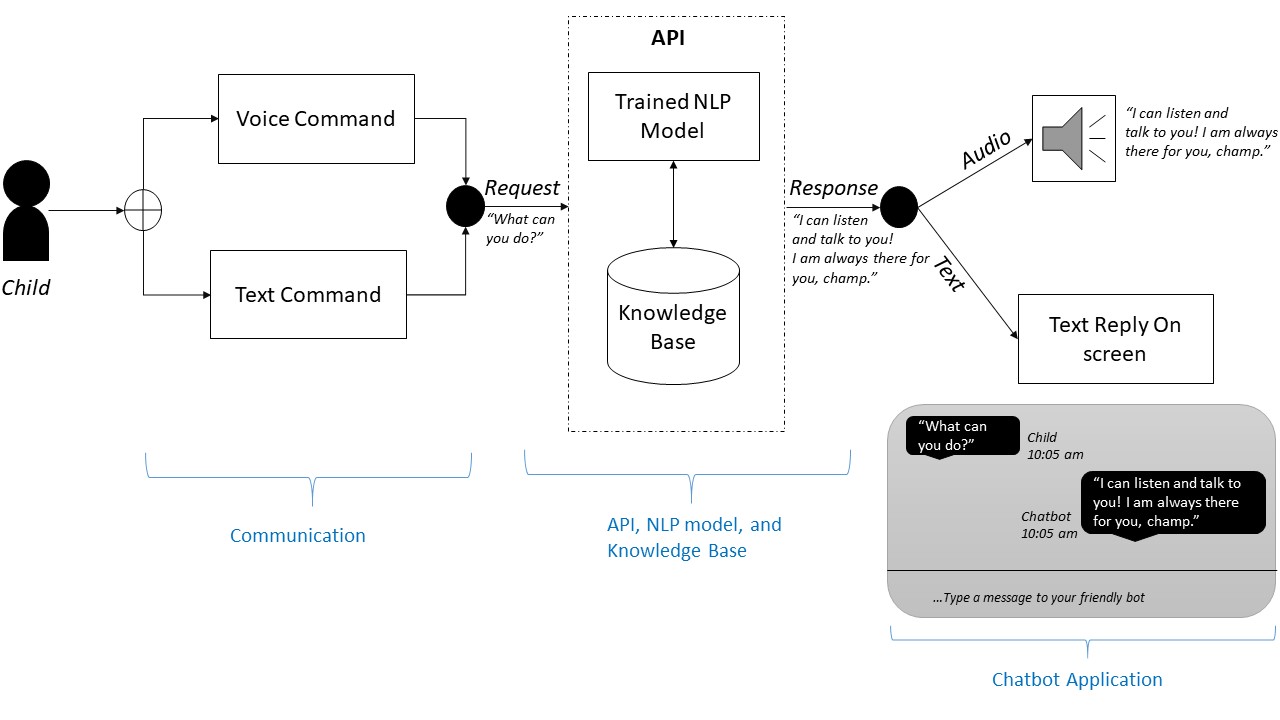 API
Trained NLP
Model
Voice Command
“I can listen and
talk to you! I am always
there for you, champ.”
Audio
Request
“What can
you do?”
Response
“I can listen
and talk to you!
I am always there for
you, champ.”
Text
Child
Text Command
Knowledge
Base
Text Reply On
screen
“What can
you do?”
Child
10:05 am
“I can listen and talk to
you! I am always there
for you, champ.”
Chatbot
10:05 am
...Type a message to your friendly bot
Communication
API, NLP model, and
Knowledge Base
Chatbot Application